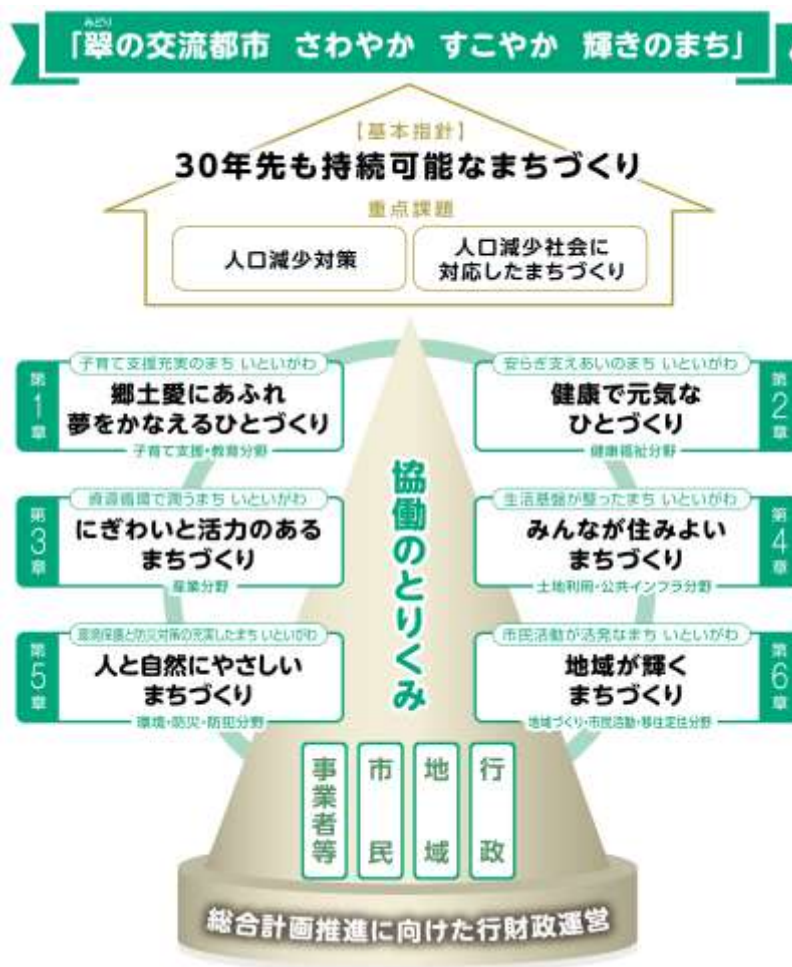 みどり
「翠の交流都市 さわやか すこやか 輝きのまち」
【基本指針】
30年先も持続可能なまちづくり
重点課題
人口減少対策
人口減少社会に
対応したまちづくり
第1章
子育て支援充実のまち いといがわ
郷土愛にあふれ
夢をかなえるひとづくり
子育て支援・教育分野
第2章
安らぎ支えあいのまち いといがわ
健康で元気な
ひとづくり
健康福祉分野
第3章
資源循環で潤うまち いといがわ
にぎわいと活力のある
まちづくり
産業分野
第4章
生活基盤が整ったまち いといがわ
みんなが住みよい
まちづくり
土地利用・公共インフラ分野
第5章
環境保護と防災対策の充実したまち いといがわ
人と自然にやさしい
まちづくり
環境・防災・防犯分野
第6章
市民活動が活発なまち いといがわ
地域が輝く
まちづくり
地域づくり・市民活動・移住定住分野
協働のとりくみ
事業者等
市民
地域
行政
総合計画推進に向けた行財政運営